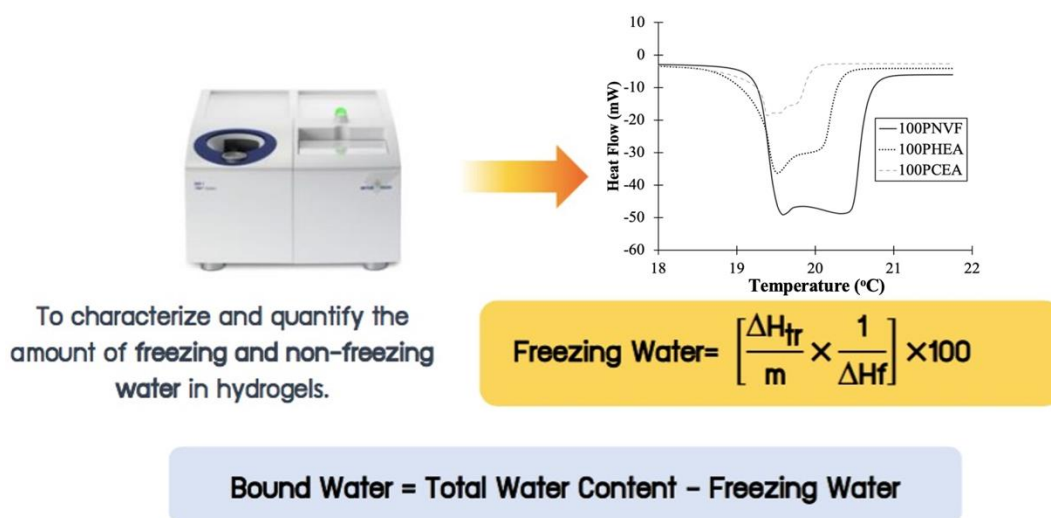 10
0
-10
-20
-30
-40
-50
-60
Heat Flow (mW)
100PNVF
100PHEA
100PCEA
18 19 20 21 22
Temperature (°C)
To characterize and quantify the
amount of freezing and non-freezing
water in hydrogels.
Freezing Water= [ΔHtr/m × 1/ΔHf] ×100
Bound Water = Total Water Content - Freezing Water